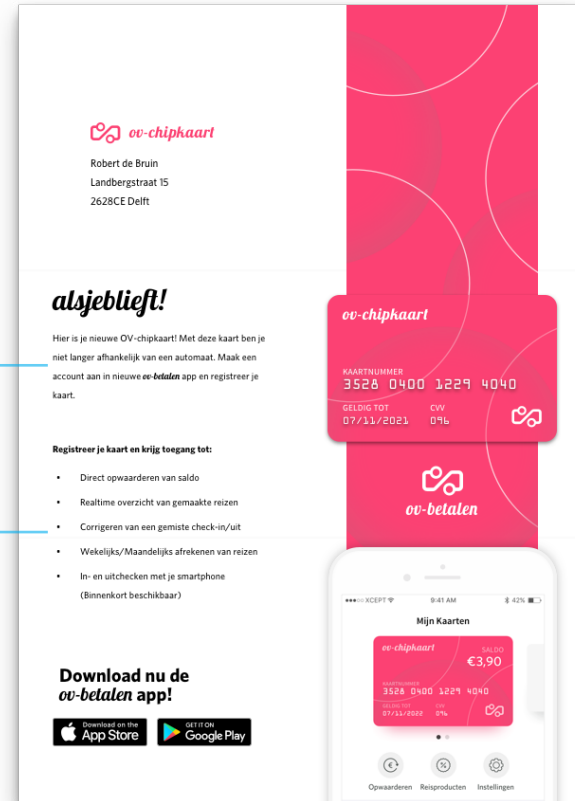 ov-chipkaart
Robert de Bruin
Landbergstraat 15
2628CE Delft
alsjeblieft!
Hier is je nieuwe OV-chipkaart! Met deze kaart ben je
niet langer afhankelijk van een automaat. Maak een
account aan in nieuwe ov-betalen app en registreer je
kaart.
Registreer je kaart en krijg toegang tot:
• Direct opwaarderen van saldo
• Realtime overzicht van gemaakte reizen
• Corrigeren van een gemiste check-in/uit
• Wekelijks/Maandelijks afrekenen van reizen
• In- en uitchecken met je smartphone
(Binnenkort beschikbaar)
Download nu de
ov-betalen app!
Download on the
App Store
GET IT ON
Google Play
ov-chipkaart
KAARTNUMMER
3528 0400 1229 4040
GELDIG TOT CVV
07/11/2021 096
ov-betalen
XCEPT 9:41 AM 42%
Mijn Kaarten
ov-chipkaart
SALDO
€3,90
KAARTNUMMER
3528 0400 1229 4040
GELDIG TOT CVV
07/11/2022 096
Opwaarderen Reisproducten Instellingen